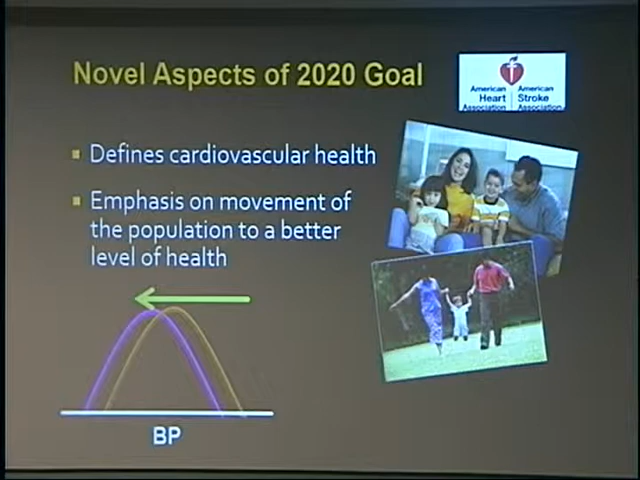 Novel Aspects of 2020 Goal
American
Heart
Association
American
Stroke
Association
Defines cardiovascular health
Emphasis on movement of
the population to a better
level of health
BP